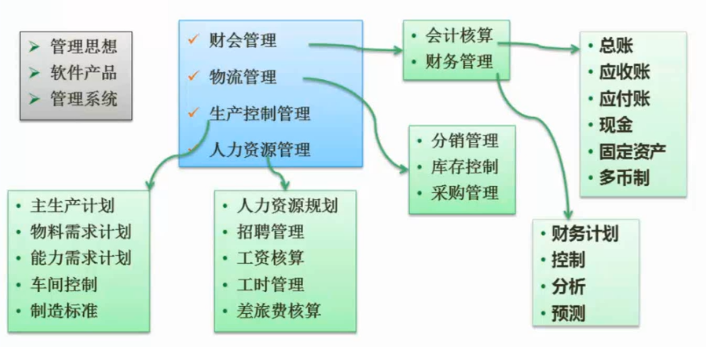 管理思想
软件产品
管理系统
财会管理
物流管理
生产控制管理
人力资源管理
会计核算
财务管理
总账
应收账
应付账
现金
固定资产
多币制
分销管理
库存控制
采购管理
主生产计划
物料需求计划
能力需求计划
车间控制
制造标准
人力资源规划
招聘管理
工资核算
工时管理
差旅费核算
财务计划
控制
分析
预测